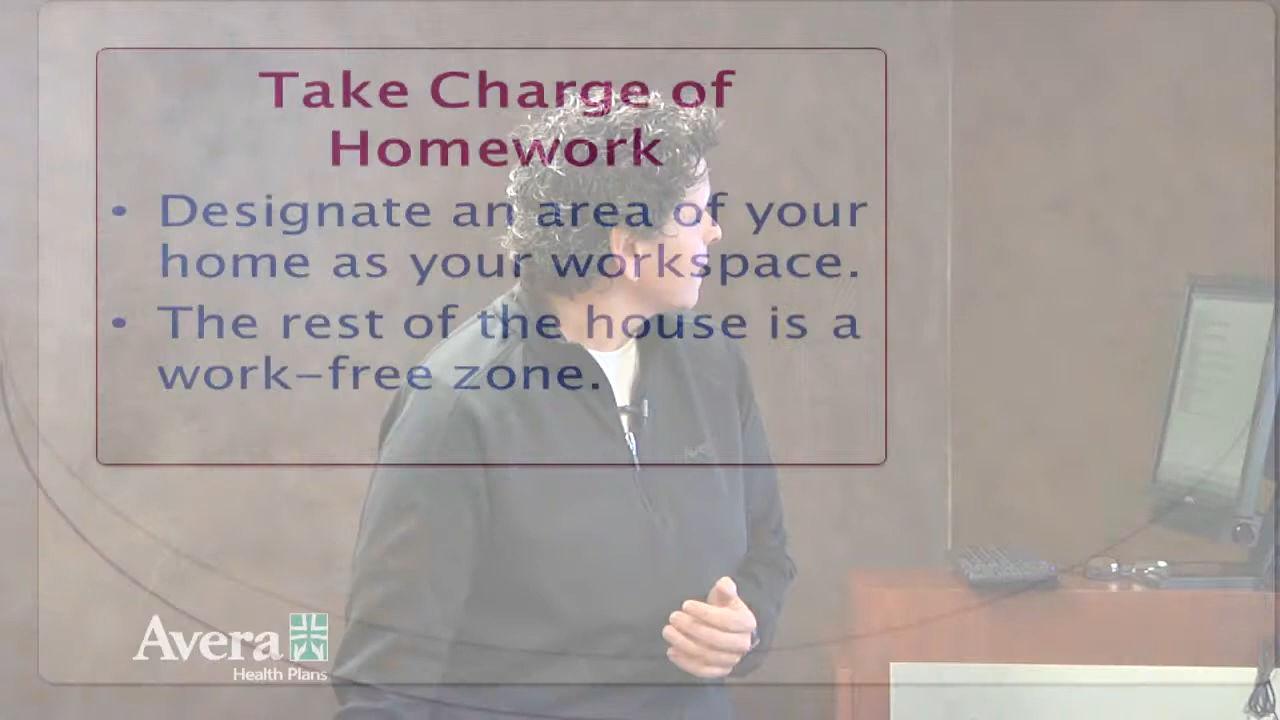 Take Charge of
Homework
• Designate an area of your
home as your workspace.
• The rest of the house is a
work-free zone.
Avera
Health Plans